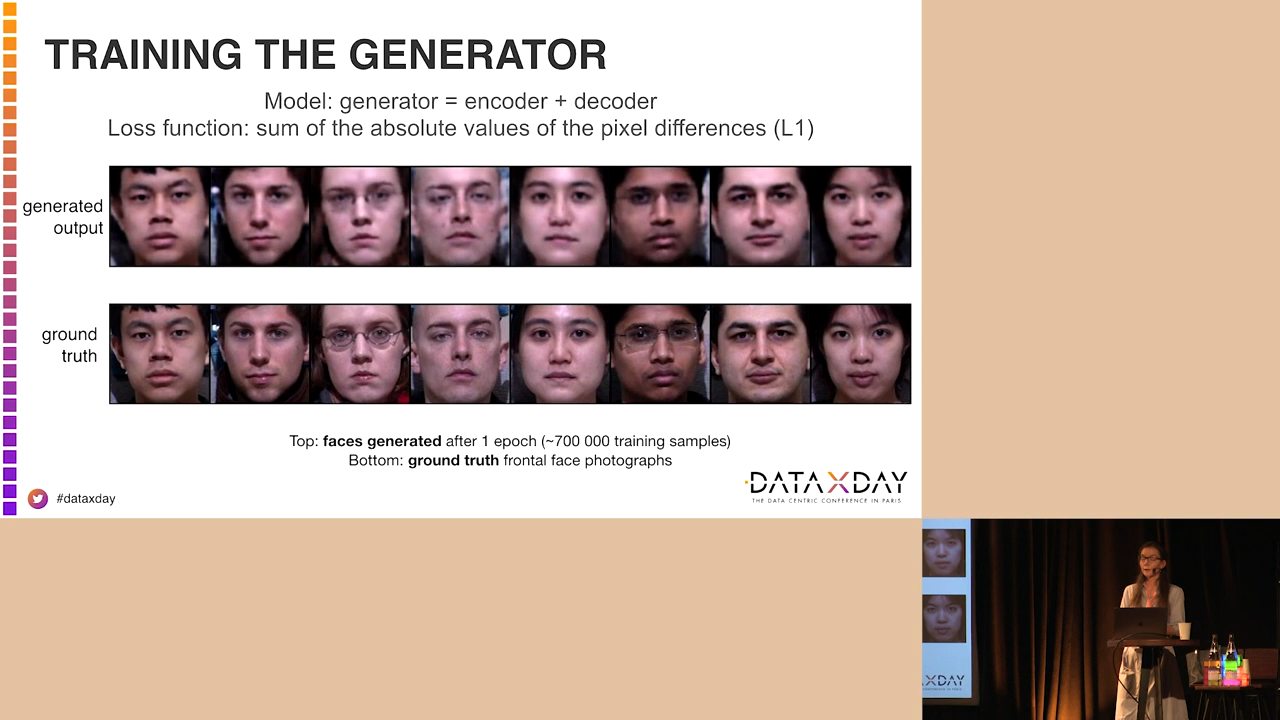 TRAINING THE GENERATOR
Model: generator = encoder + decoder
Loss function: sum of the absolute values of the pixel differences (L1)
generated
output
ground
truth
Top: faces generated after 1 epoch (~700 000 training samples)
Bottom: ground truth frontal face photographs
#dataxday
DATAXDAY
THE DATA CENTRIC CONFERENCE IN PARIS
XDAY